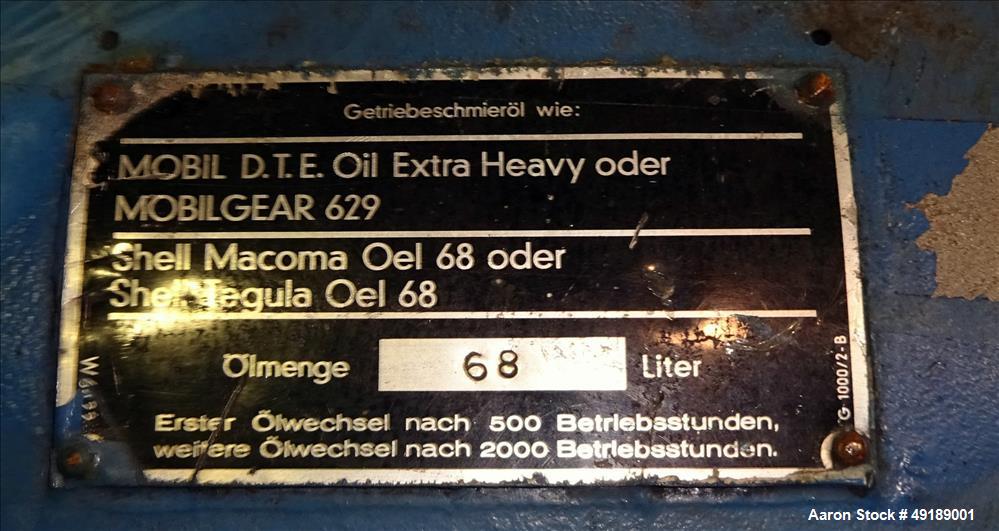 Getriebeschmieröl wie:
MOBIL D.T.E. Oil Extra Heavy oder
MOBILGEAR 629
Shell Macoma Oel 68 oder
Shell Tegula Oel 68
Ölmenge 68 Liter
Erster Ölwechsel nach 500 Betriebsstunden,
weitere Ölwechsel nach 2000 Betriebsstunden.
G-1000/2-B
Aaron Stock # 49189001